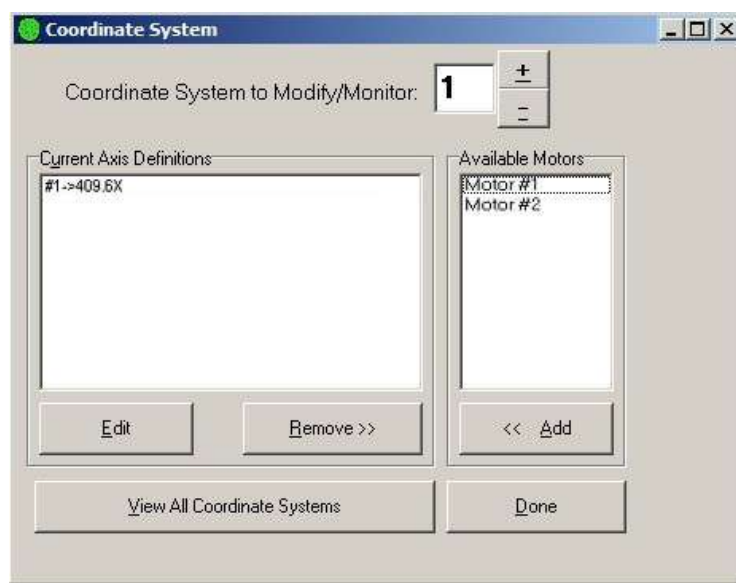 Coordinate System
Coordinate System to Modify/Monitor: 1
+
-
Current Axis Definitions
#1->409.6X
Available Motors
Motor #1
Motor #2
Edit
Remove >>
<< Add
View All Coordinate Systems
Done